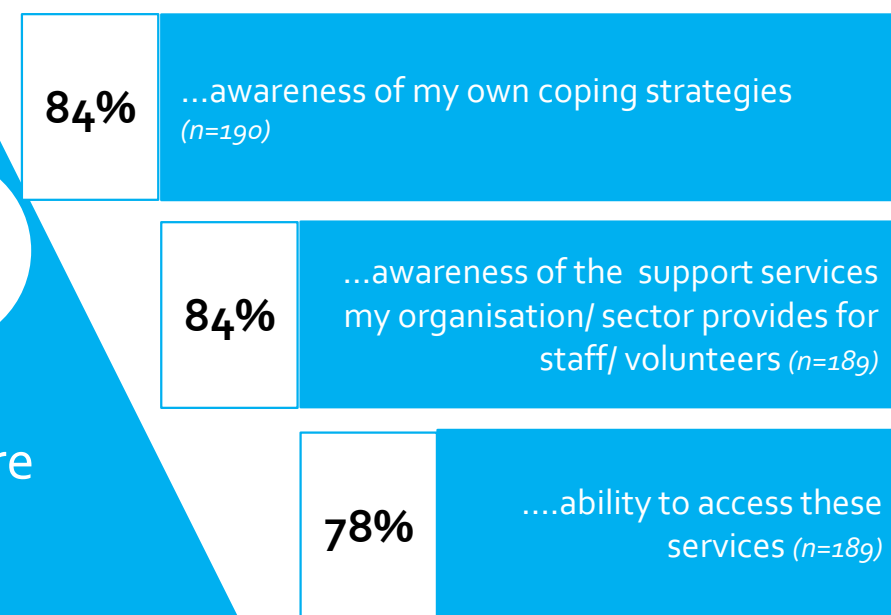 84%
...awareness of my own coping strategies
(n=190)
84%
...awareness of the support services
my organisation/ sector provides for
staff/ volunteers (n=189)
re
78%
....ability to access these
services (n=189)